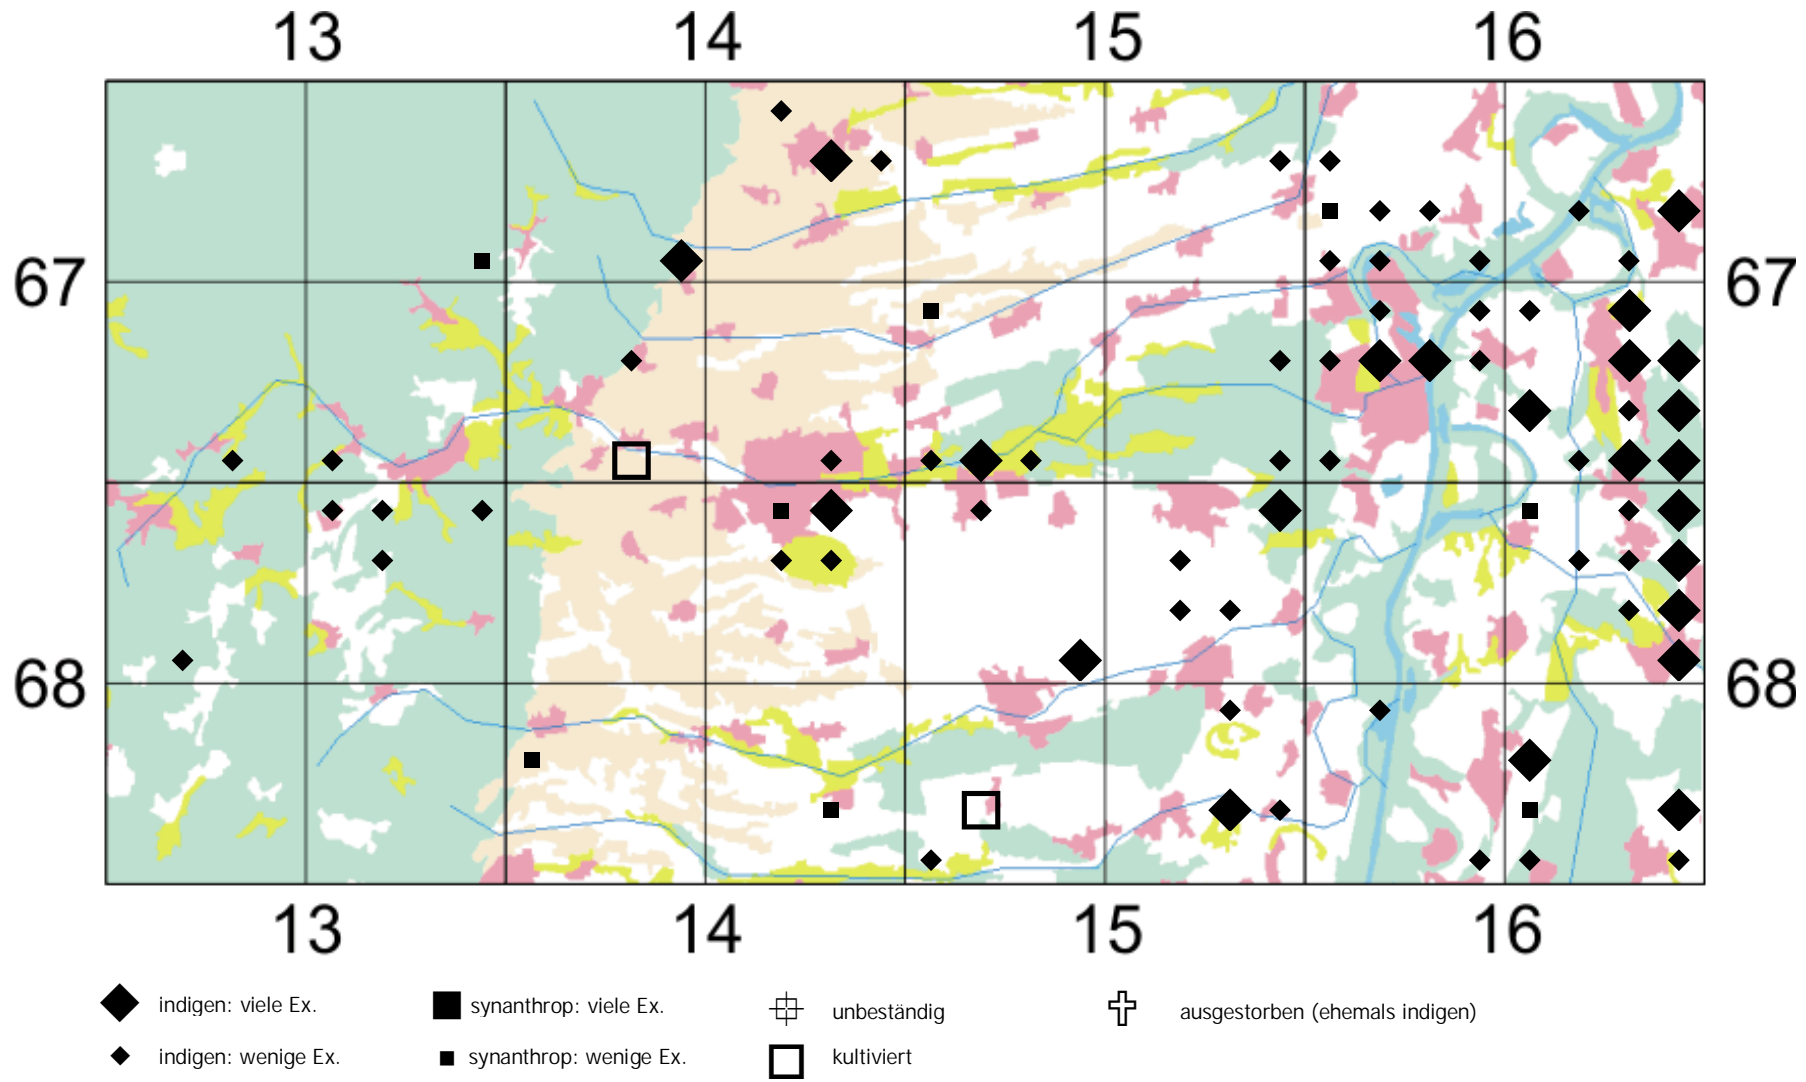 13 14 15 16
67 67
68 68
13 14 15 16
indigen: viele Ex. synanthrop: viele Ex. unbeständig ausgestorben (ehemals indigen)
indigen: wenige Ex. synanthrop: wenige Ex. kultiviert